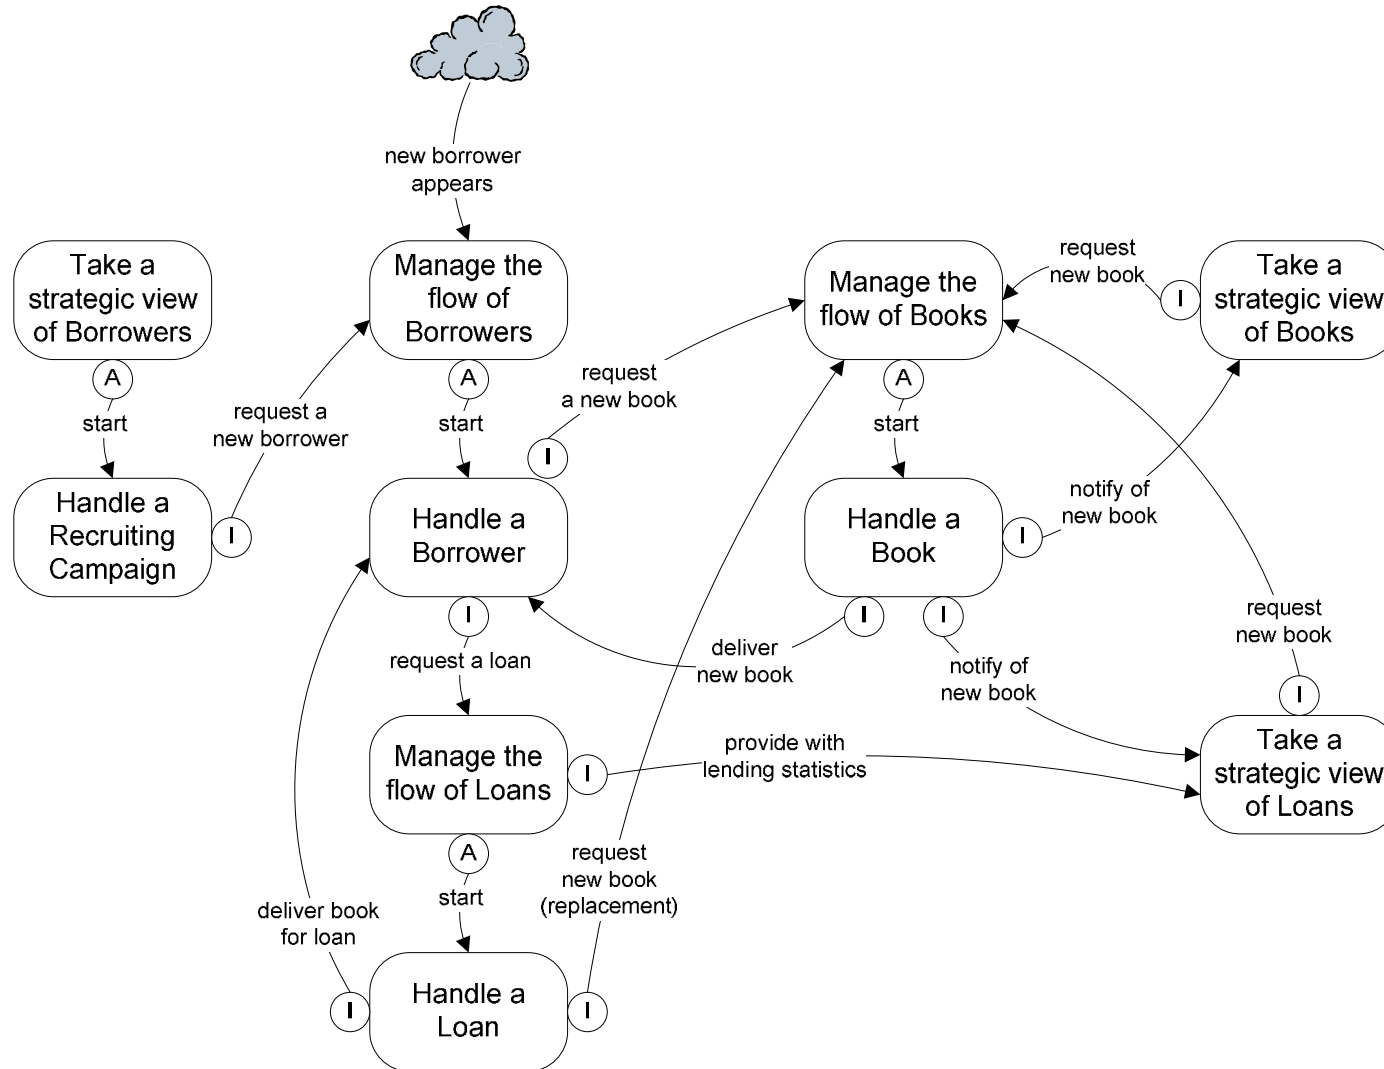 new borrower
appears
Take a
strategic view
of Borrowers
Manage the
flow of
Borrowers
Manage the
flow of Books
request
new book
I
Take a
strategic view
of Books
A
start
request a
new borrower
A
start
request
a new book
I
A
start
notify of
new book
Handle a
Recruiting
Campaign
I
Handle a
Borrower
Handle a
Book
I
I
request a loan
I
I
deliver
new book
notify of
new book
request
new book
I
Manage the
flow of Loans
I
provide with
lending statistics
Take a
strategic view
of Loans
A
start
request
new book
(replacement)
deliver book
for loan
I
Handle a
Loan
I